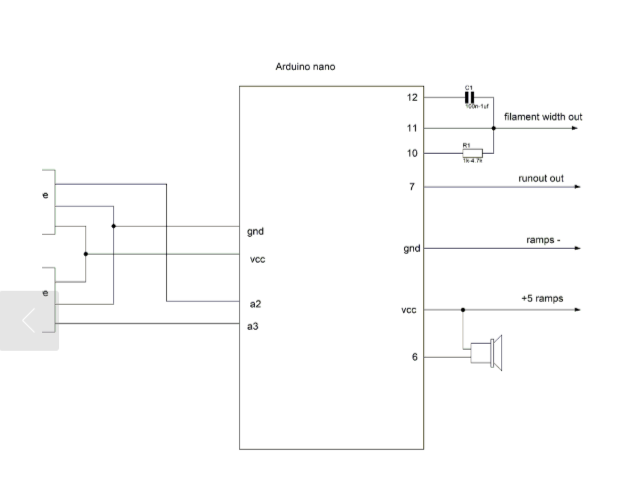 Arduino nano
12
C1
100n-1uf
filament width out
11
10
R1
1k-4.7k
7
runout out
e
gnd
vcc
gnd
ramps -
e
a2
a3
vcc
+5 ramps
6